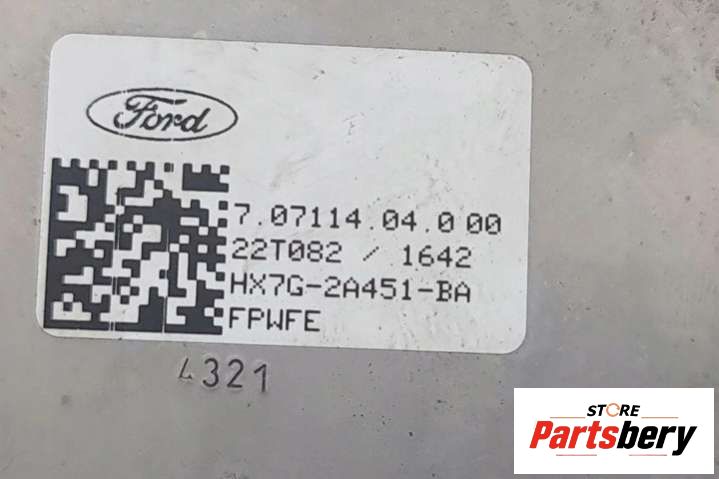 Ford
7.07114.04.0 00
22T082 / 1642
HX7G-2A451-BA
FPWFE
4321
STORE
Partsbery